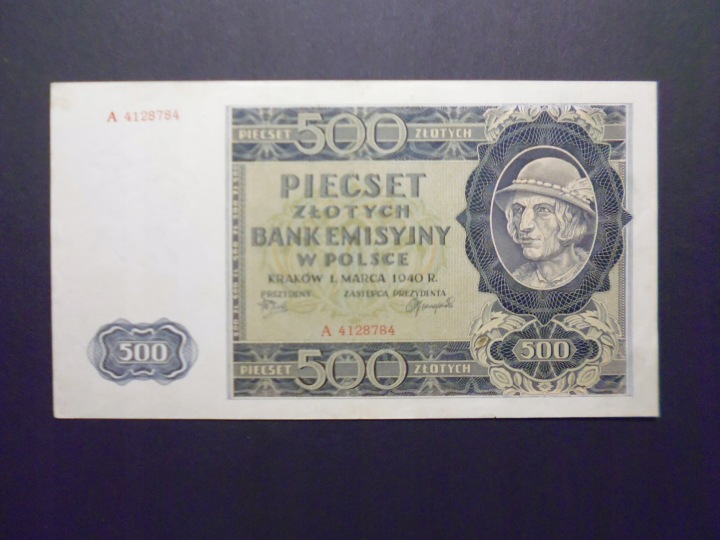 A 4128784
PIECSET 500 ZŁOTYCH
PIECSET
ZŁOTYCH
BANK EMISYJNY
W POLSCE
KRAKÓW 1. MARCA 1940 R.
PREZYDENT ZASTĘPCA PREZYDENTA
A 4128784
500
500
PIECSET 500 ZŁOTYCH